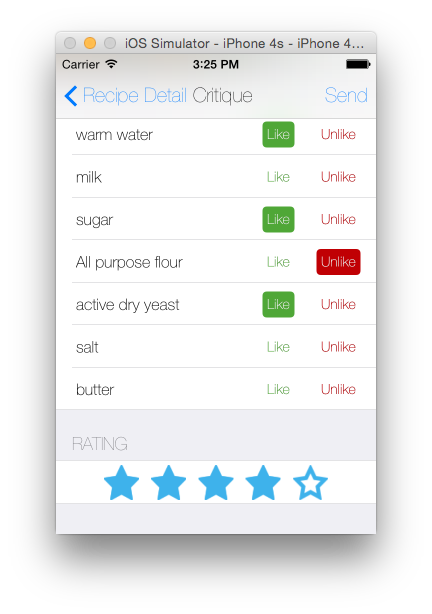 iOS Simulator - iPhone 4s - iPhone 4...
Carrier 3:25 PM
Recipe Detail Critique Send
warm water Like Unlike
milk Like Unlike
sugar Like Unlike
All purpose flour Like Unlike
active dry yeast Like Unlike
salt Like Unlike
butter Like Unlike
RATING